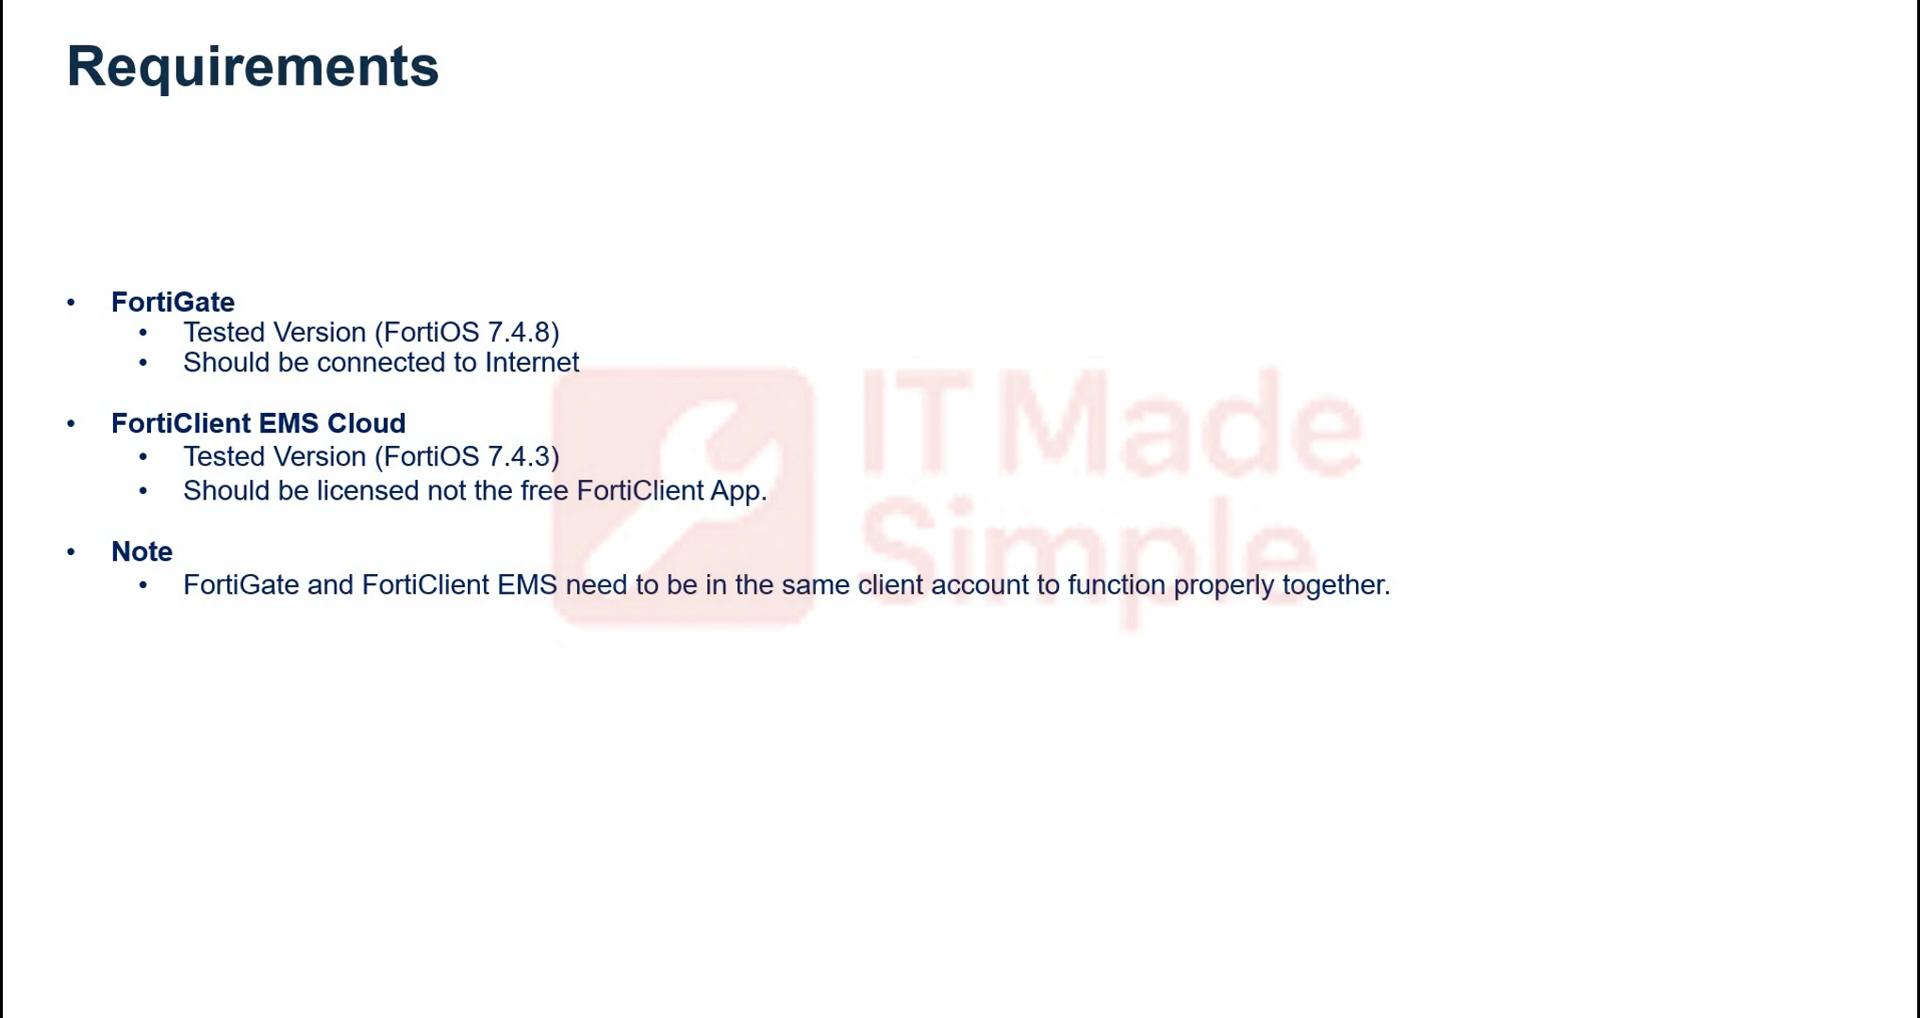 Requirements
• FortiGate
• Tested Version (FortiOS 7.4.8)
• Should be connected to Internet
• FortiClient EMS Cloud
• Tested Version (FortiOS 7.4.3)
• Should be licensed not the free FortiClient App.
• Note
• FortiGate and FortiClient EMS need to be in the same client account to function properly together.
IT Made
Simple